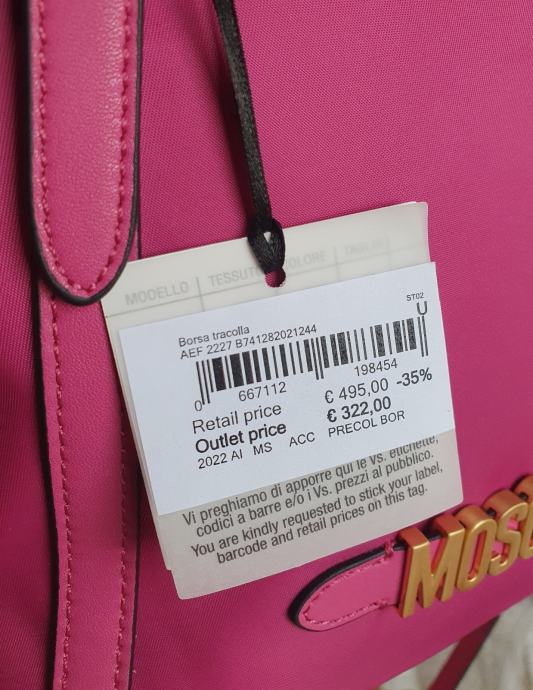 MODELLO | TESSUTO COLORE TAGLIA
ST02
U
Borsa tracolla
AEF 2227 B741282021244
0 667112 198454
Retail price € 495,00 -35%
Outlet price € 322,00
2022 AI MS ACC PRECOL BOR
Vi preghiamo di apporre qui le Vs. etichette,
codici a barre e/o i Vs. prezzi al pubblico.
You are kindly requested to stick your label,
barcode and retail prices on this tag.
MOSC